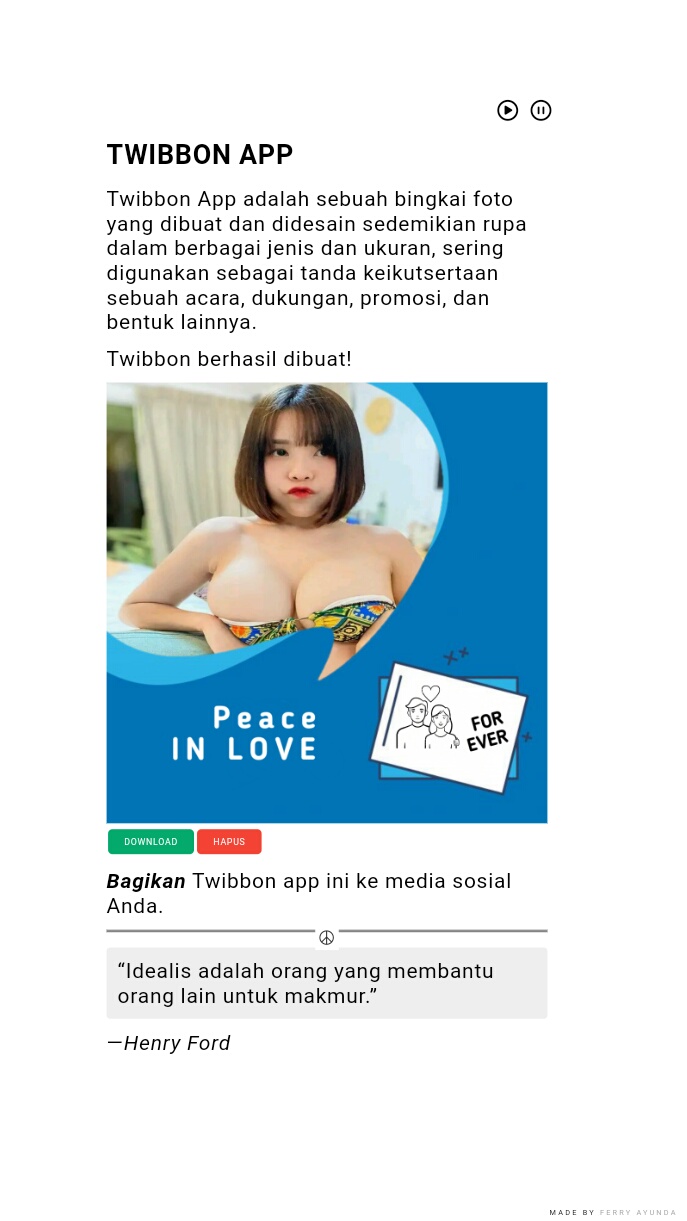 TWIBBON APP
Twibbon App adalah sebuah bingkai foto
yang dibuat dan didesain sedemikian rupa
dalam berbagai jenis dan ukuran, sering
digunakan sebagai tanda keikutsertaan
sebuah acara, dukungan, promosi, dan
bentuk lainnya.
Twibbon berhasil dibuat!
Peace
IN LOVE
FOR
EVER
DOWNLOAD HAPUS
Bagikan Twibbon app ini ke media sosial
Anda.
“Idealis adalah orang yang membantu
orang lain untuk makmur.”
—Henry Ford
MADE BY FERRY AYUNDA